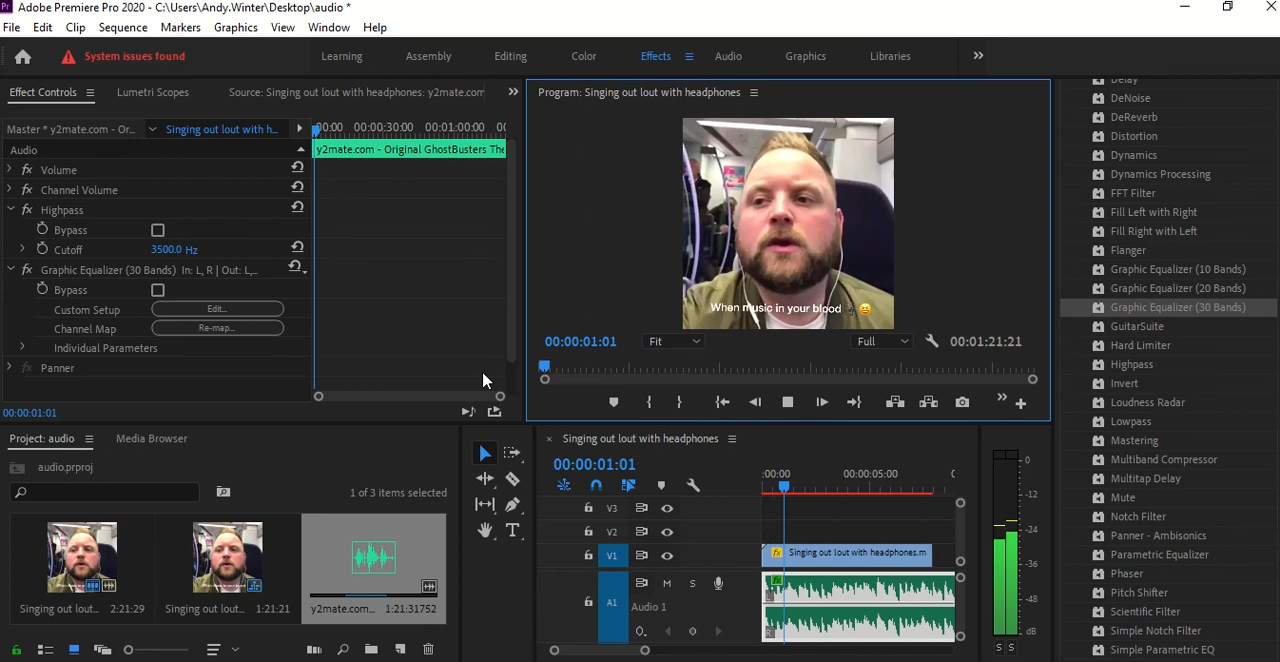 Pr Adobe Premiere Pro 2020 - C:\Users\Andy.Winter\Desktop\audio *
File Edit Clip Sequence Markers Graphics View Window Help
System issues found Learning Assembly Editing Color Effects Audio Graphics Libraries
Effect Controls Lumetri Scopes Source: Singing out lout with headphones: y2mate.com
Master * y2mate.com - Or... Singing out lout with h...
:00:00 00:00:30:00 00:01:00:00 00
Audio
y2mate.com - Original GhostBusters The
Volume
Channel Volume
Highpass
Bypass
Cutoff 3500.0 Hz
Graphic Equalizer (30 Bands) In: L, R | Out: L,...
Bypass
Custom Setup Edit...
Channel Map Re-map...
Individual Parameters
Panner
00:00:01:01
Program: Singing out lout with headphones
When music in your blood
00:00:01:01 Fit Full 00:01:21:21
Delay
DeNoise
DeReverb
Distortion
Dynamics
Dynamics Processing
FFT Filter
Fill Left with Right
Fill Right with Left
Flanger
Graphic Equalizer (10 Bands)
Graphic Equalizer (20 Bands)
Graphic Equalizer (30 Bands)
GuitarSuite
Hard Limiter
Highpass
Invert
Loudness Radar
Lowpass
Mastering
Multiband Compressor
Multitap Delay
Mute
Notch Filter
Panner - Ambisonics
Parametric Equalizer
Phaser
Pitch Shifter
Scientific Filter
Simple Notch Filter
Simple Parametric EQ
Project: audio Media Browser
audio.prproj
1 of 3 items selected
Singing out lout... 2:21:29
Singing out lout... 1:21:21
y2mate.com... 1:21:31752
× Singing out lout with headphones
00:00:01:01
:00:00 00:00:05:00 0
V3
V2
V1 fx Singing out lout with headphones.m
fx
A1 M S
Audio 1
L
R
0
-12
-24
-36
-48
dB
S S